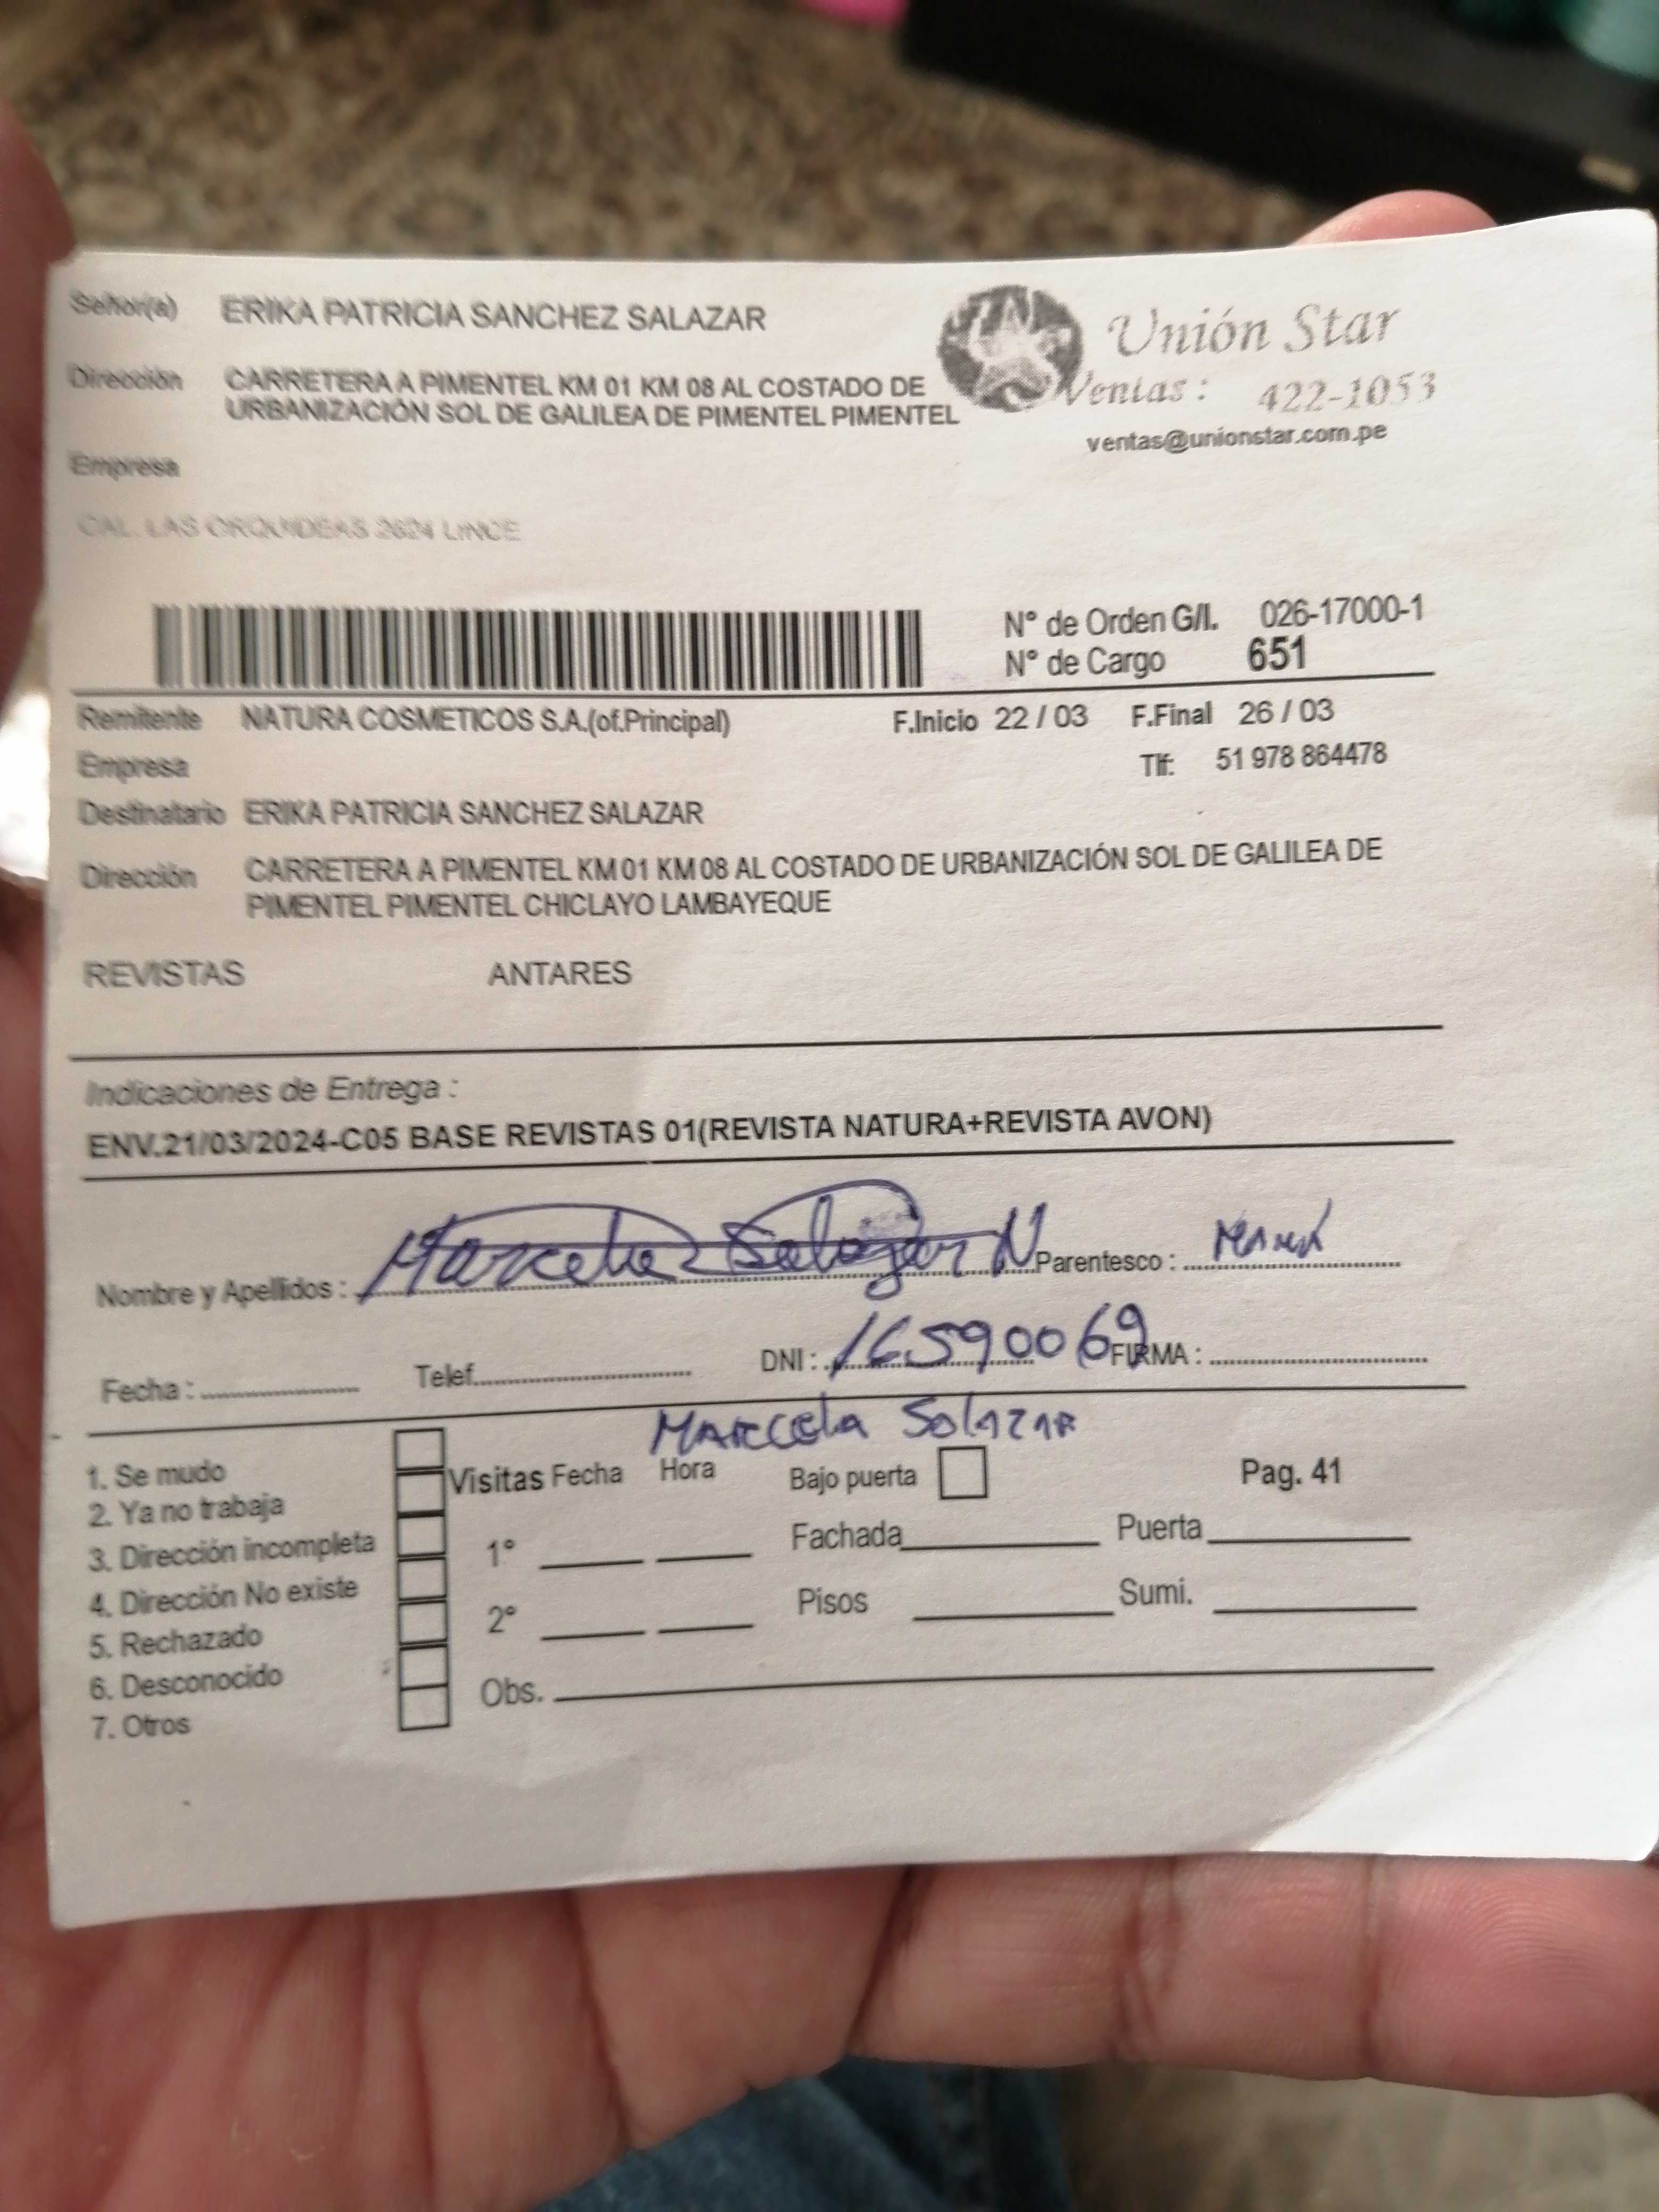 Señor(a) ERIKA PATRICIA SANCHEZ SALAZAR
Unión Star
Dirección CARRETERA A PIMENTEL KM 01 KM 08 AL COSTADO DE
URBANIZACIÓN SOL DE GALILEA DE PIMENTEL PIMENTEL
Ventas: 422-1053
ventas@unionstar.com.pe
Empresa
CAL. LAS ORQUIDEAS 2624 LINCE
N° de Orden G/I. 026-17000-1
N° de Cargo 651
Remitente NATURA COSMETICOS S.A.(of.Principal) F.Inicio 22 / 03 F.Final 26 / 03
Empresa Tlf: 51 978 864478
Destinatario ERIKA PATRICIA SANCHEZ SALAZAR
Dirección CARRETERA A PIMENTEL KM 01 KM 08 AL COSTADO DE URBANIZACIÓN SOL DE GALILEA DE
PIMENTEL PIMENTEL CHICLAYO LAMBAYEQUE
REVISTAS ANTARES
Indicaciones de Entrega :
ENV.21/03/2024-C05 BASE REVISTAS 01(REVISTA NATURA+REVISTA AVON)
Nombre y Apellidos : Marcela Salazar N Parentesco :
Fecha : Telef. DNI : 16590069 FIRMA :
MARCela SOlAZAR
1. Se mudo
2. Ya no trabaja
3. Dirección incompleta
4. Dirección No existe
5. Rechazado
6. Desconocido
7. Otros
Visitas Fecha Hora Bajo puerta Pag. 41
1° Fachada Puerta
2° Pisos Sumi.
Obs.